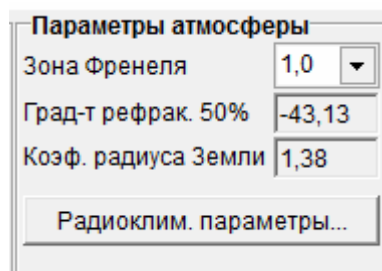 Параметры атмосферы
Зона Френеля 1,0
Град-т рефрак. 50% -43,13
Коэф. радиуса Земли 1,38
Радиоклим. параметры...